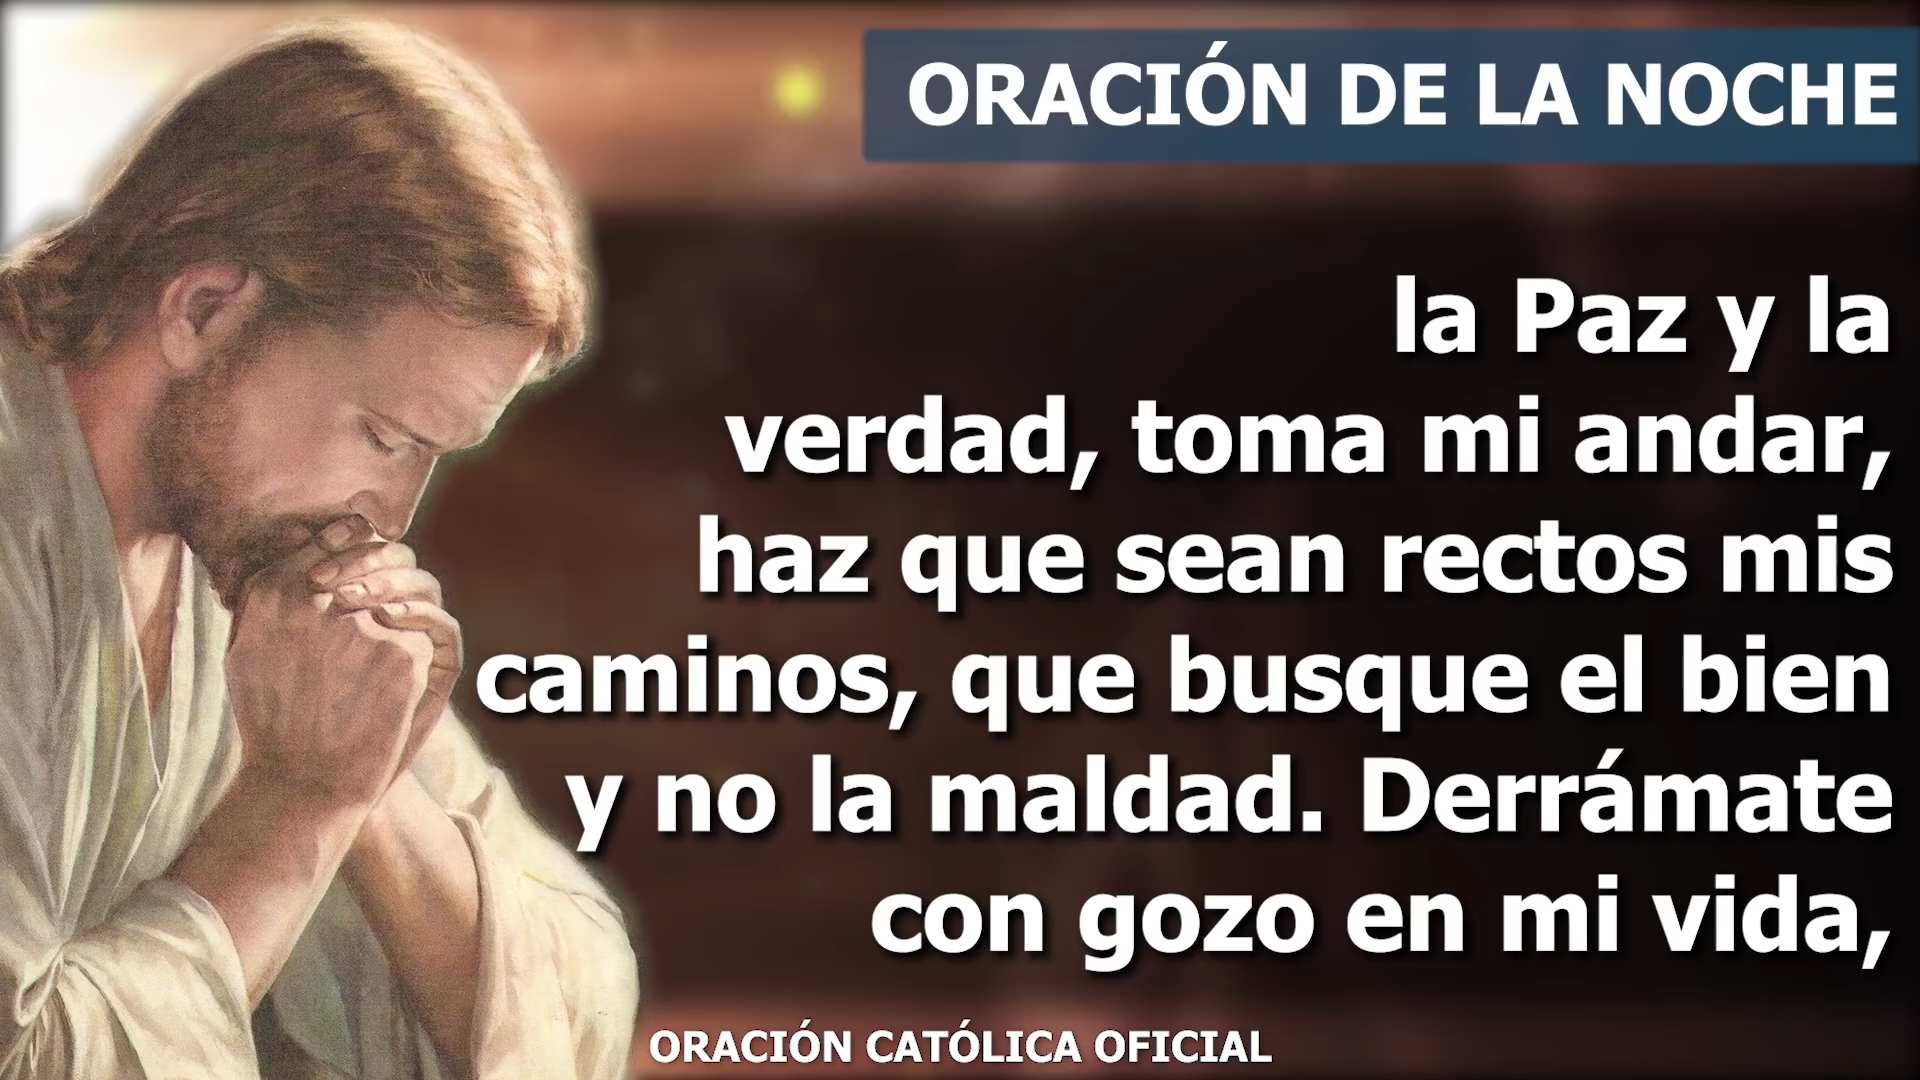 ORACIÓN DE LA NOCHE
la Paz y la
verdad, toma mi andar,
haz que sean rectos mis
caminos, que busque el bien
y no la maldad. Derrámate
con gozo en mi vida,
ORACIÓN CATÓLICA OFICIAL